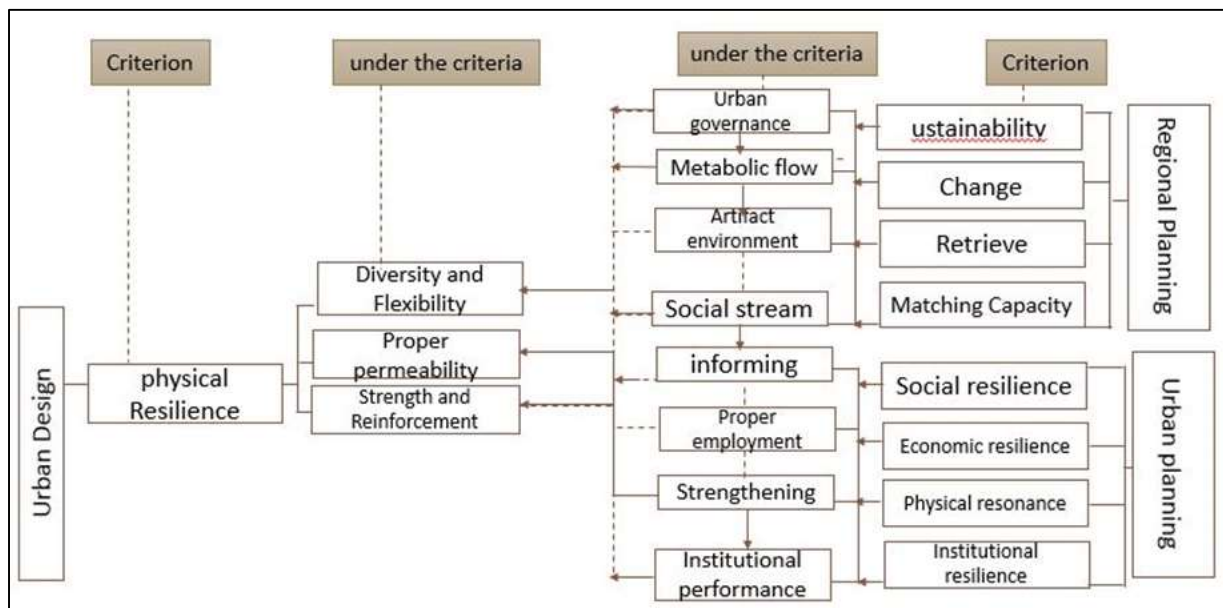 Criterion
under the criteria
under the criteria
Criterion
Urban Design
physical
Resilience
Diversity and
Flexibility
Proper
permeability
Strength and
Reinforcement
Urban
governance
Metabolic flow
Artifact
environment
Social stream
informing
Proper
employment
Strengthening
Institutional
performance
ustainability
Change
Retrieve
Matching Capacity
Social resilience
Economic resilience
Physical resonance
Institutional
resilience
Regional Planning
Urban planning